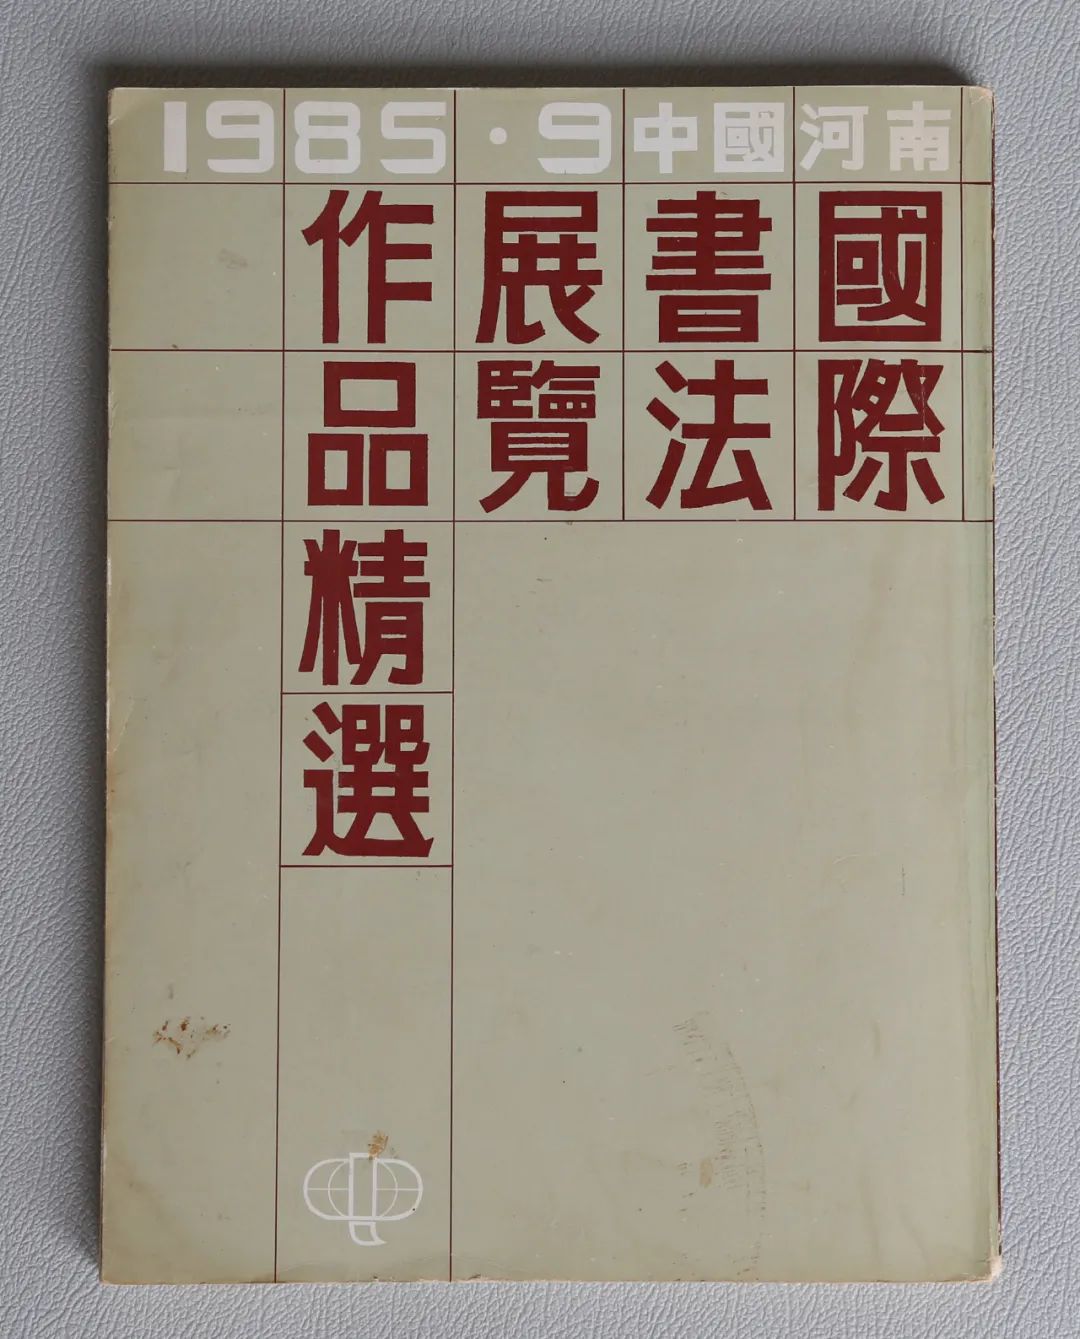 1985·9中國河南
國際
書法
展覽
作品精選